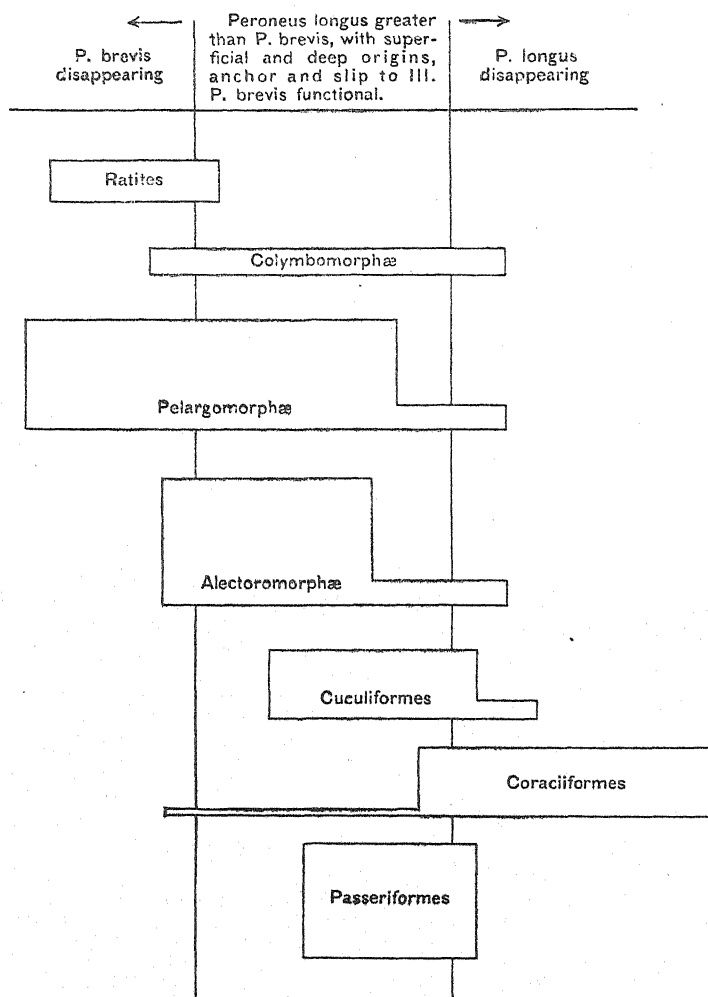 P. brevis
disappearing
Peroneus longus greater
than P. brevis, with super-
ficial and deep origins,
anchor and slip to III.
P. brevis functional.
P. longus
disappearing
Ratites
Colymbomorphæ
Pelargomorphæ
Alectoromorphæ
Cuculiformes
Coraciiformes
Passeriformes